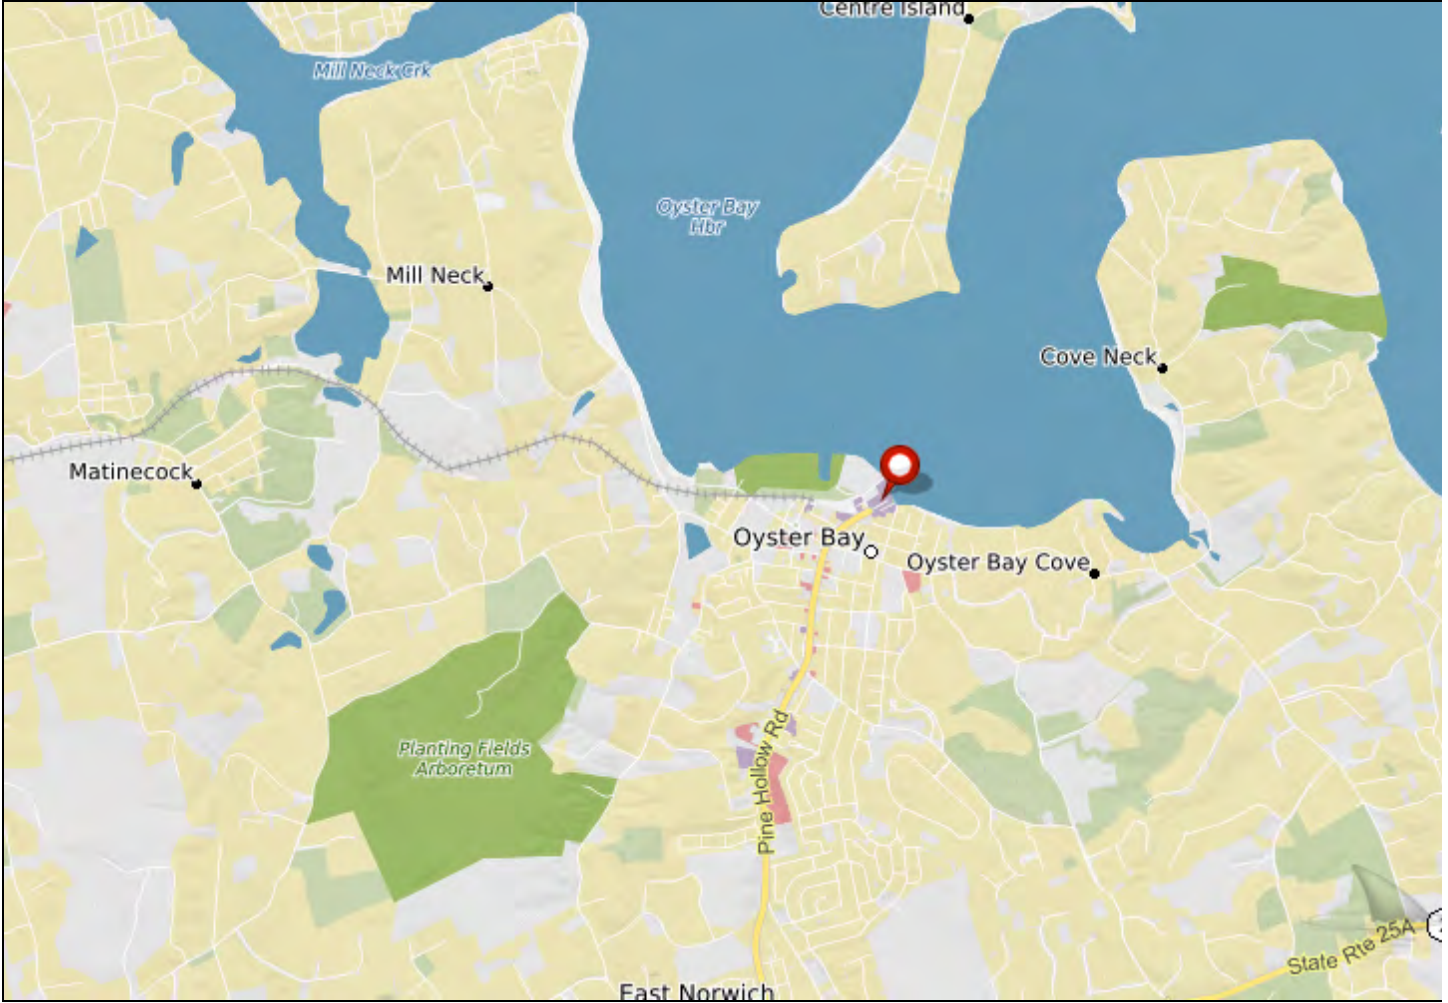 Centre Island
Mill Neck Crk
Oyster Bay
Hbr
Mill Neck
Cove Neck
Matinecock
Oyster Bay
Oyster Bay Cove
Planting Fields
Arboretum
Pine Hollow Rd
State Rte 25A
East Norwich